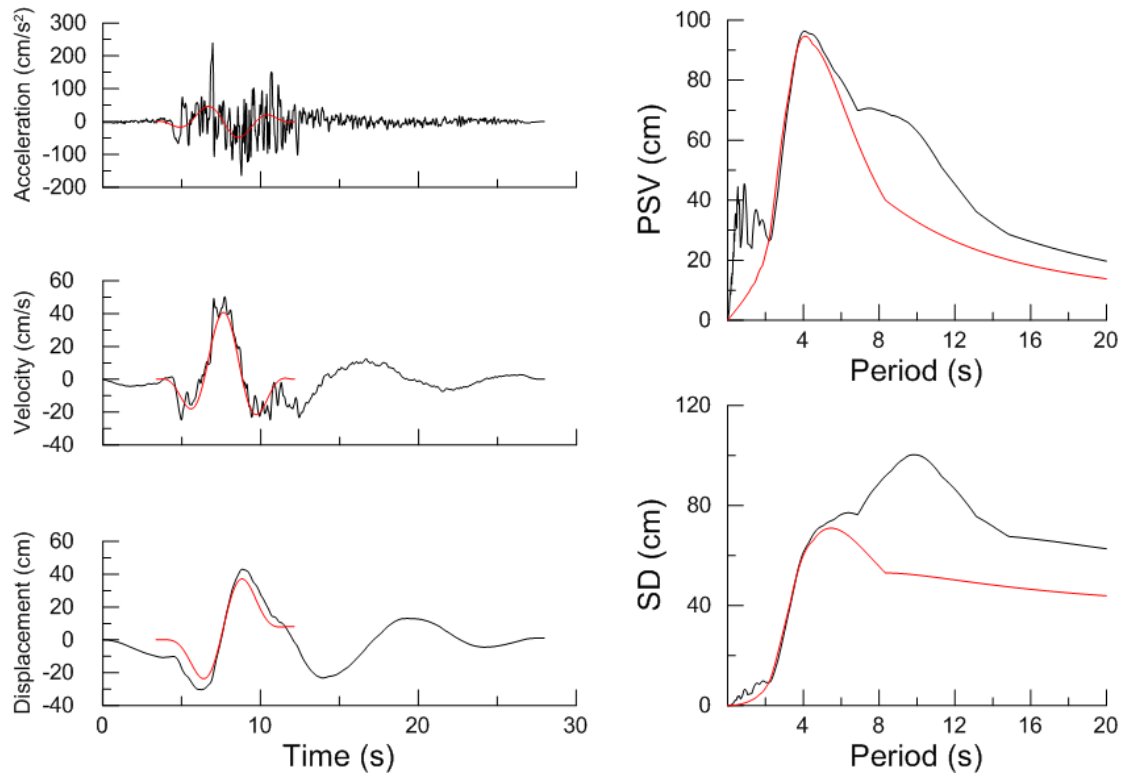 Acceleration (cm/s²)
300
200
100
0
-100
-200
Velocity (cm/s)
60
40
20
0
-20
-40
Displacement (cm)
60
40
20
0
-20
-40
0 10 20 30
Time (s)
PSV (cm)
100
80
60
40
20
0
0 4 8 12 16 20
Period (s)
SD (cm)
120
80
40
0
0 4 8 12 16 20
Period (s)